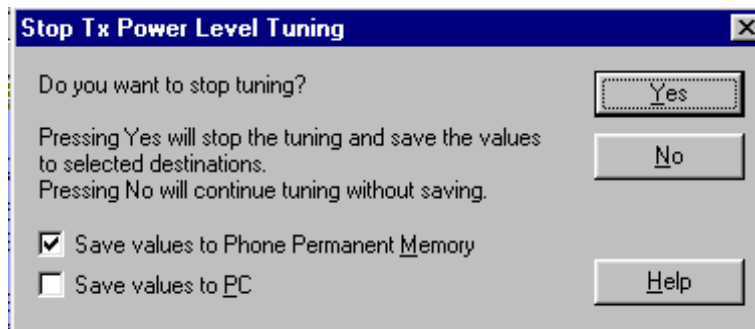 Stop Tx Power Level Tuning
Do you want to stop tuning?
Yes
Pressing Yes will stop the tuning and save the values
to selected destinations.
No
Pressing No will continue tuning without saving.
Save values to Phone Permanent Memory
Save values to PC
Help